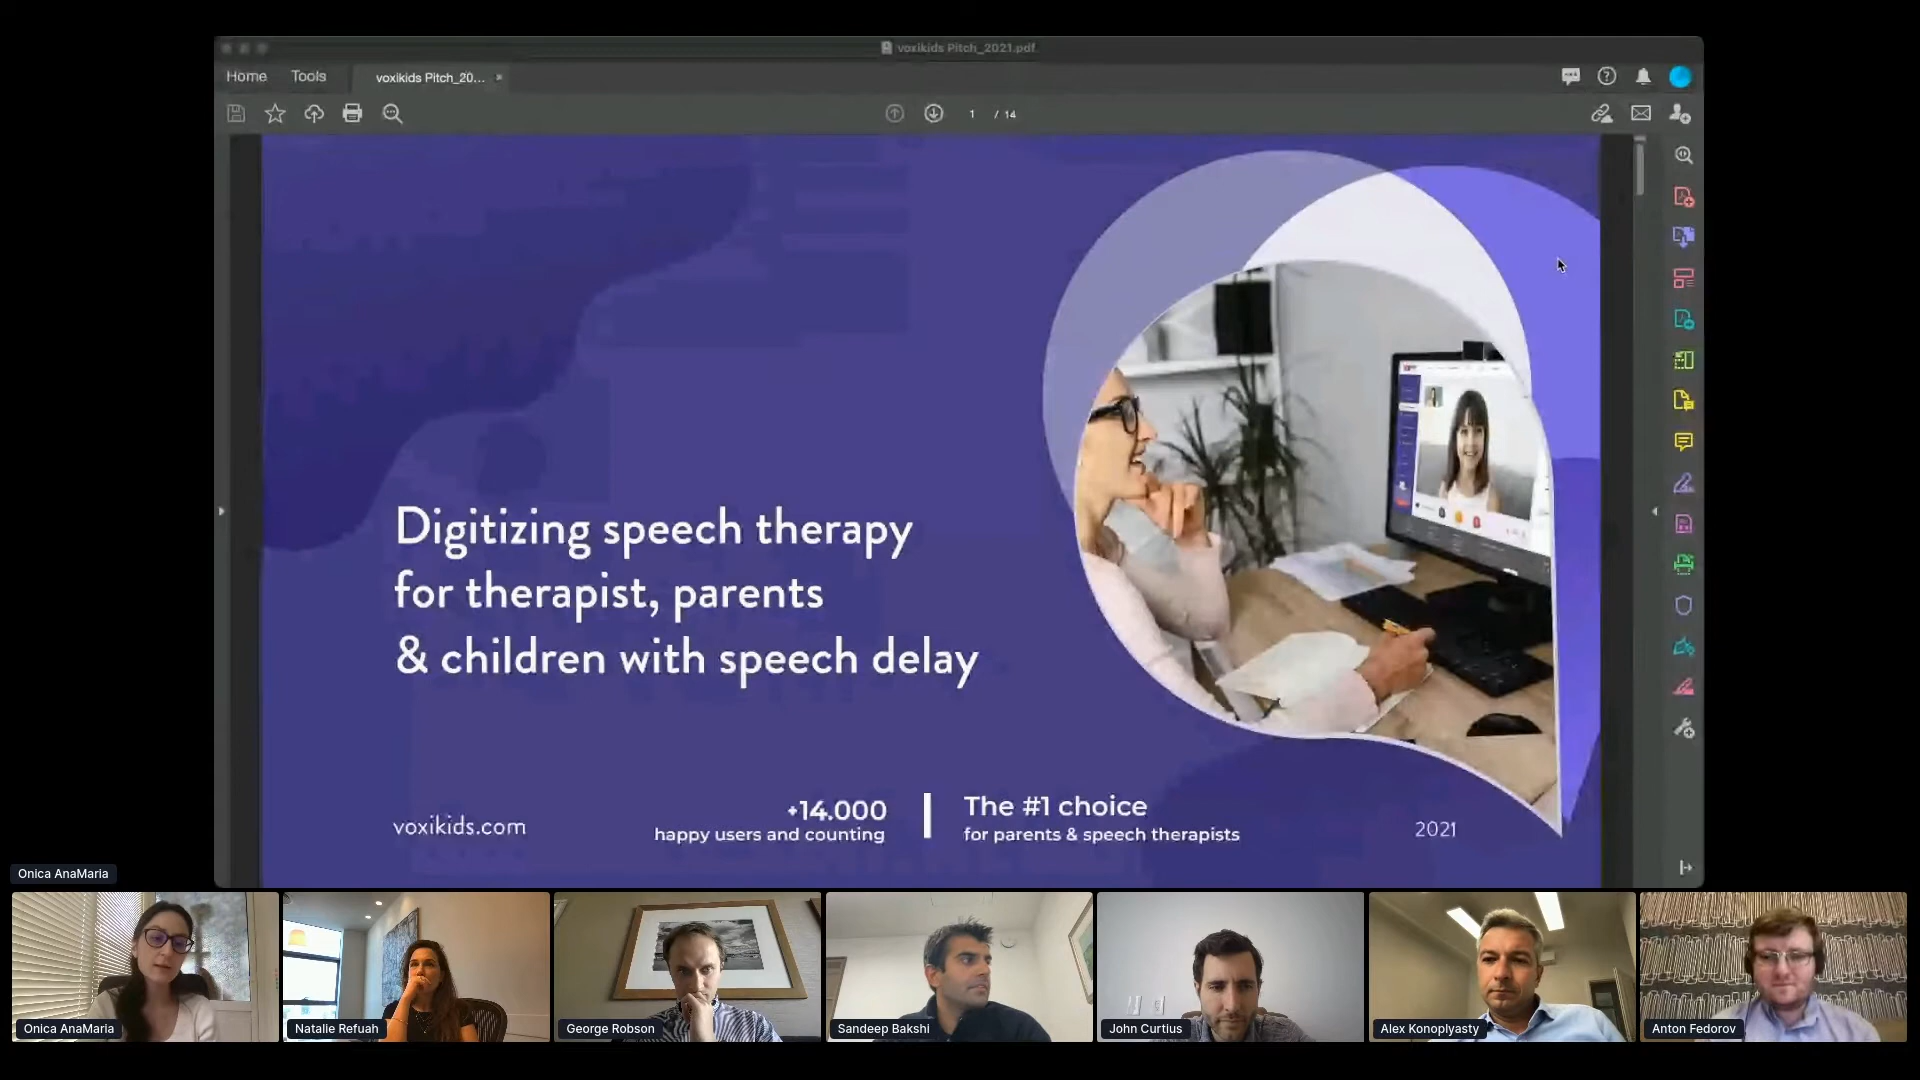 voxikids Pitch_2021.pdf
Home
Tools
voxikids Pitch_20...
1 / 14
Digitizing speech therapy
for therapist, parents
& children with speech delay
voxikids.com
+14.000
happy users and counting
The #1 choice
for parents & speech therapists
2021
Onica AnaMaria
Onica AnaMaria
Natalie Refuah
George Robson
Sandeep Bakshi
John Curtius
Alex Konoplyasty
Anton Fedorov